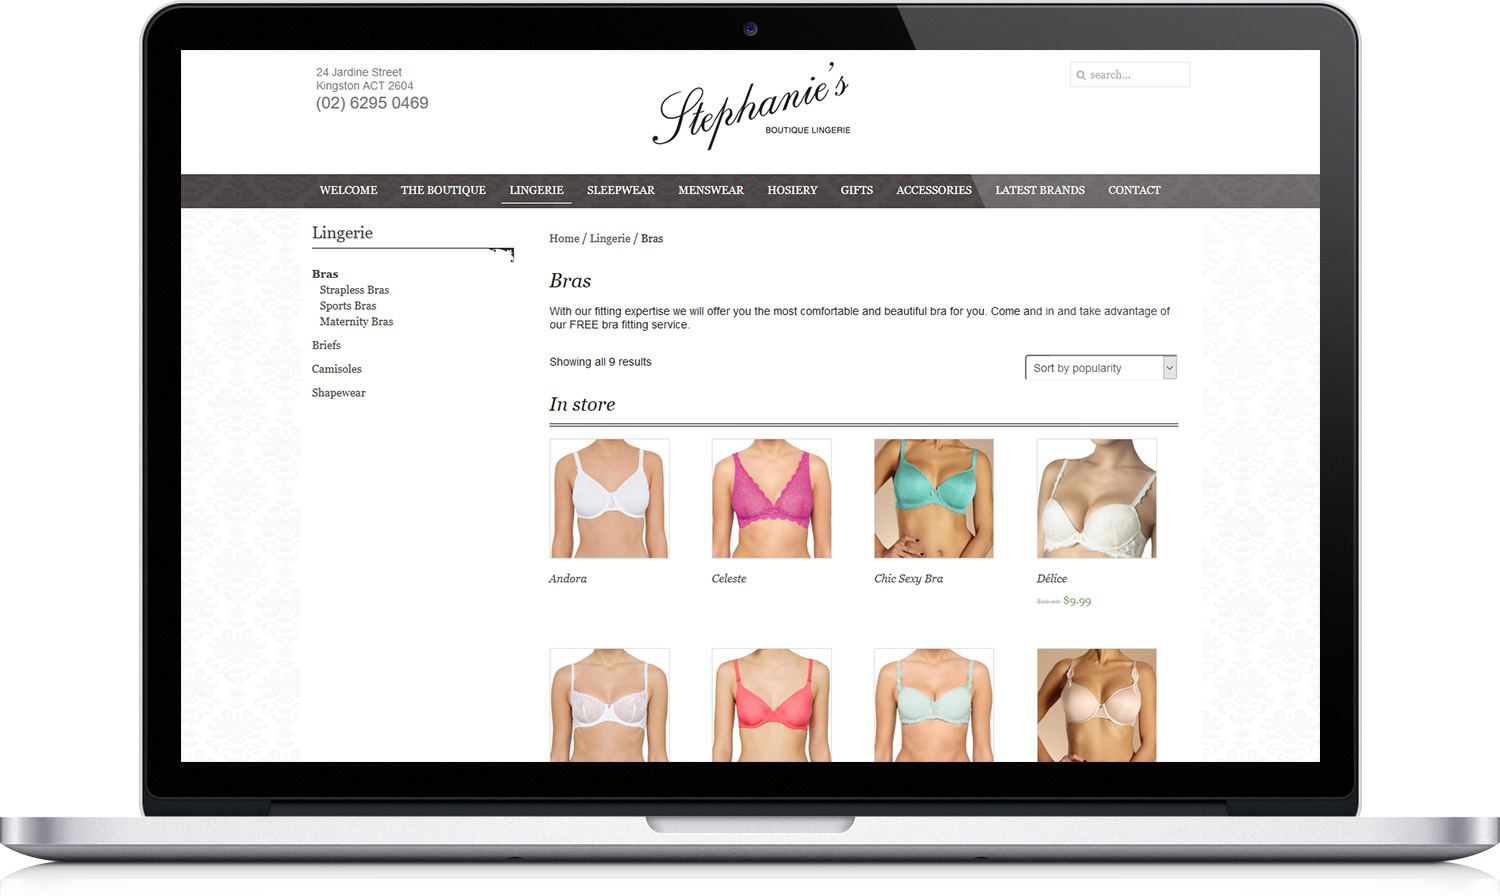 24 Jardine Street
Kingston ACT 2604
(02) 6295 0469
Stephanie's
BOUTIQUE LINGERIE
search...
WELCOME THE BOUTIQUE LINGERIE SLEEPWEAR MENSWEAR HOSIERY GIFTS ACCESSORIES LATEST BRANDS CONTACT
Lingerie
Bras
Strapless Bras
Sports Bras
Maternity Bras
Briefs
Camisoles
Shapewear
Home / Lingerie / Bras
Bras
With our fitting expertise we will offer you the most comfortable and beautiful bra for you. Come and in and take advantage of
our FREE bra fitting service.
Showing all 9 results
Sort by popularity
In store
Andora
Celeste
Chic Sexy Bra
Délice
$9.99